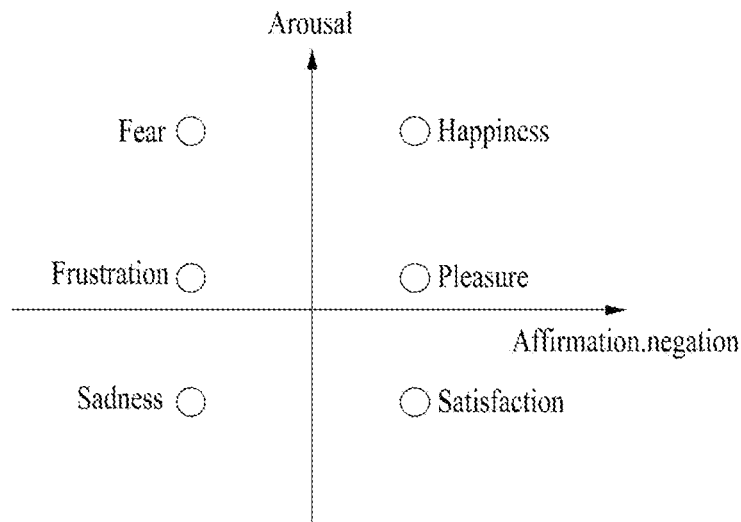 Arousal
Fear
Happiness
Frustration
Pleasure
Affirmation.negation
Sadness
Satisfaction